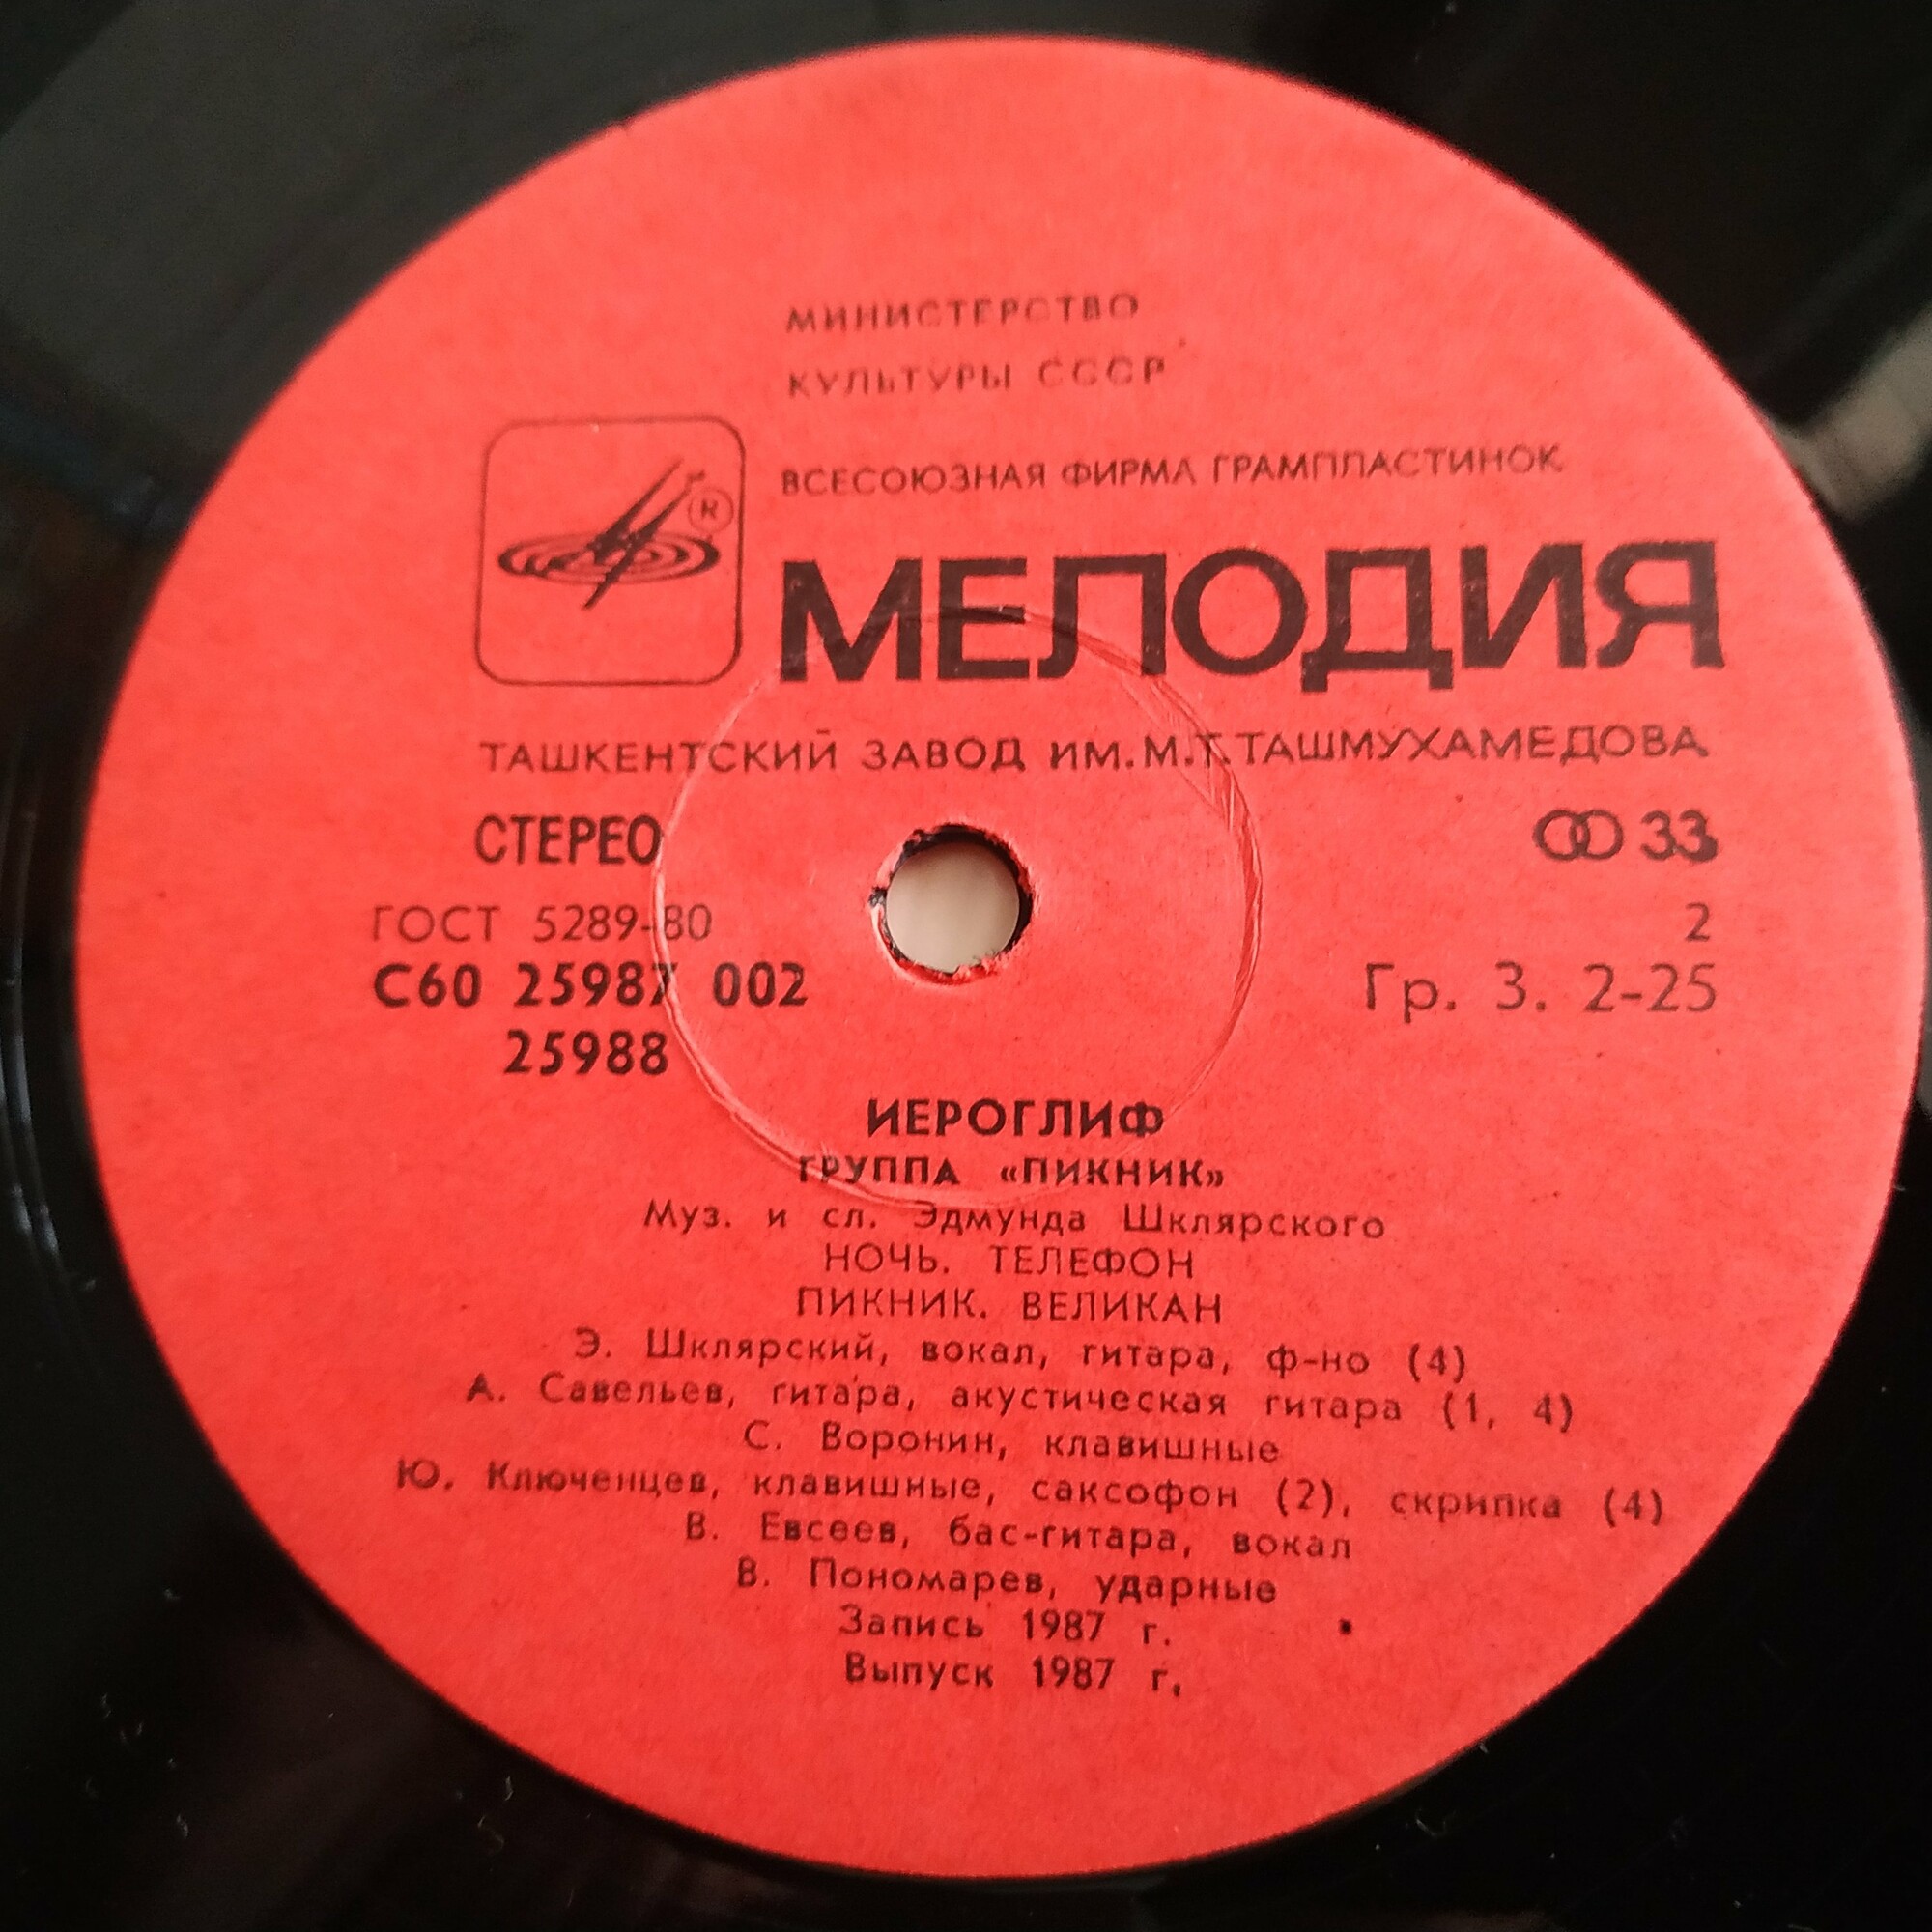 МИНИСТЕРСТВО
КУЛЬТУРЫ СССР
ВСЕСОЮЗНАЯ ФИРМА ГРАМПЛАСТИНОК
®
МЕЛОДИЯ
ТАШКЕНТСКИЙ ЗАВОД ИМ.М.Т.ТАШМУХАМЕДОВА
СТЕРЕО 33
ГОСТ 5289-80 2
С60 25987 002 Гр. 3. 2-25
25988
ИЕРОГЛИФ
ГРУППА «ПИКНИК»
Муз. и сл. Эдмунда Шклярского
НОЧЬ. ТЕЛЕФОН
ПИКНИК. ВЕЛИКАН
Э. Шклярский, вокал, гитара, ф-но (4)
А. Савельев, гитара, акустическая гитара (1, 4)
С. Воронин, клавишные
Ю. Ключенцев, клавишные, саксофон (2), скрипка (4)
В. Евсеев, бас-гитара, вокал
В. Пономарев, ударные
Запись 1987 г.
Выпуск 1987 г.